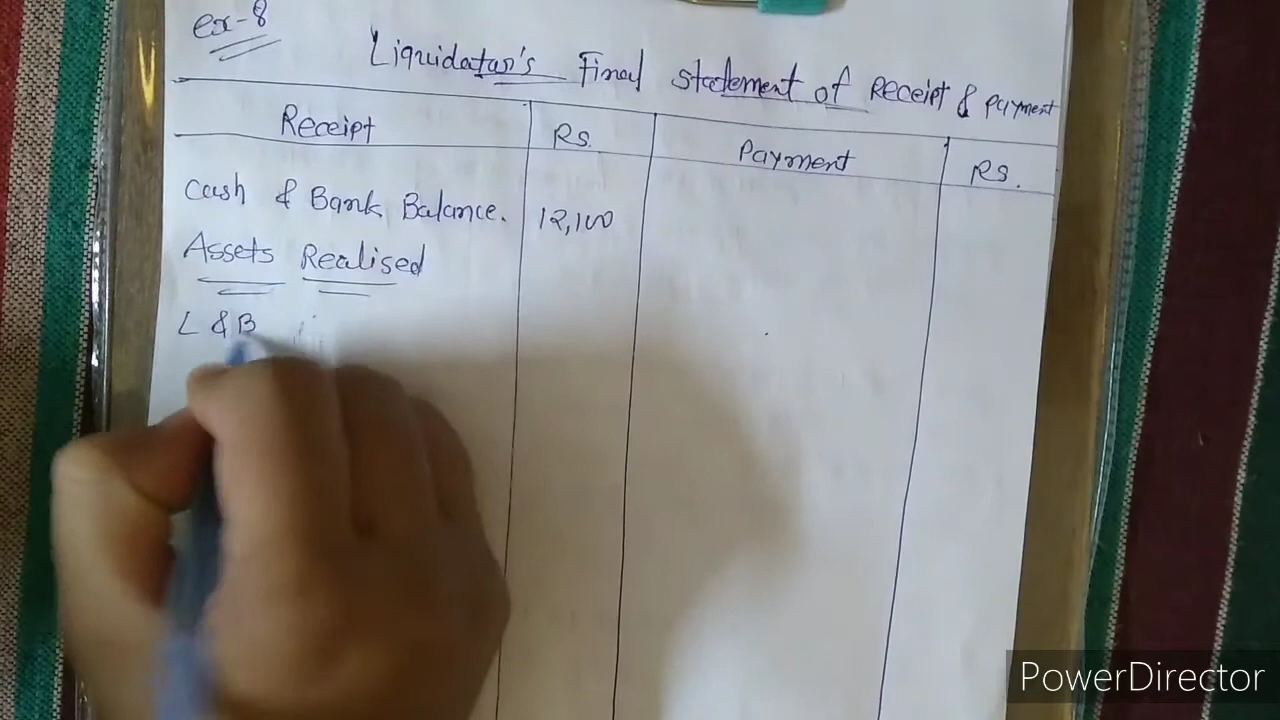 ex-8
Liquidator's Final statement of Receipt & Payment
Receipt Rs. Payment Rs.
Cash & Bank Balance. 12,100
Assets Realised
L & B
PowerDirector